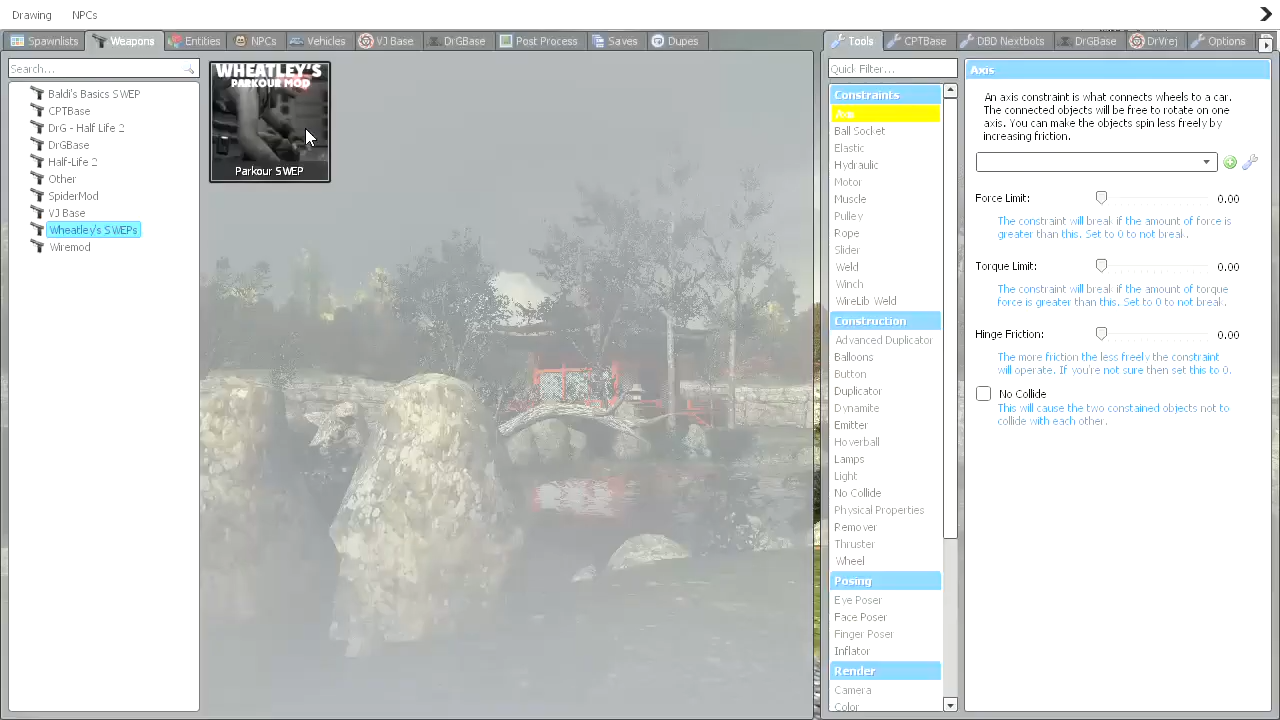 Drawing
NPCs
Spawnlists
Weapons
Entities
NPCs
Vehicles
VJ Base
DrGBase
Post Process
Saves
Dupes
Tools
CPTBase
DBD Nextbots
DrGBase
DrVrej
Options
Search...
Baldi's Basics SWEP
CPTBase
DrG - Half Life 2
DrGBase
Half-Life 2
Other
SpiderMod
VJ Base
Wheatley's SWEPs
Wiremod
WHEATLEY'S
PARKOUR MOD
Parkour SWEP
Quick Filter...
Constraints
Axis
Ball Socket
Elastic
Hydraulic
Motor
Muscle
Pulley
Rope
Slider
Weld
Winch
WireLib Weld
Construction
Advanced Duplicator
Balloons
Button
Duplicator
Dynamite
Emitter
Hoverball
Lamps
Light
No Collide
Physical Properties
Remover
Thruster
Wheel
Posing
Eye Poser
Face Poser
Finger Poser
Inflator
Render
Camera
Color
Axis
An axis constraint is what connects wheels to a car.
The connected objects will be free to rotate on one
axis. You can make the objects spin less freely by
increasing friction.
Force Limit: 0.00
The constraint will break if the amount of force is
greater than this. Set to 0 to not break.
Torque Limit: 0.00
The constraint will break if the amount of torque
force is greater than this. Set to 0 to not break.
Hinge Friction: 0.00
The more friction the less freely the constraint
will operate. If you're not sure then set this to 0.
No Collide
This will cause the two constained objects not to
collide with each other.